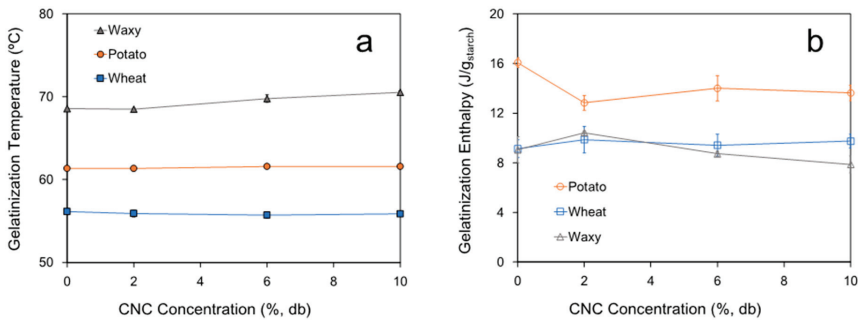 Gelatinization Temperature (ºC)
80
70
60
50
Waxy
Potato
Wheat
a
0
2
4
6
8
10
CNC Concentration (%, db)
Gelatinization Enthalpy (J/gstarch)
20
16
12
8
4
0
b
Potato
Wheat
Waxy
0
2
4
6
8
10
CNC Concentration (%, db)